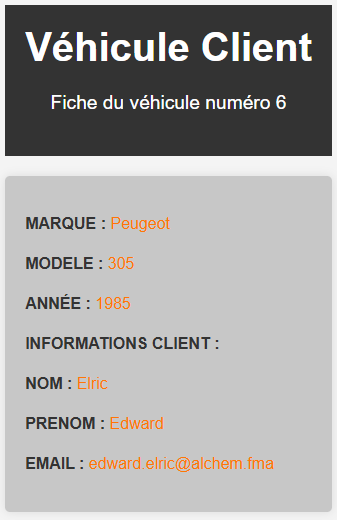 Véhicule Client
Fiche du véhicule numéro 6
MARQUE : Peugeot
MODELE : 305
ANNÉE : 1985
INFORMATIONS CLIENT :
NOM : Elric
PRENOM : Edward
EMAIL : edward.elric@alchem.fma